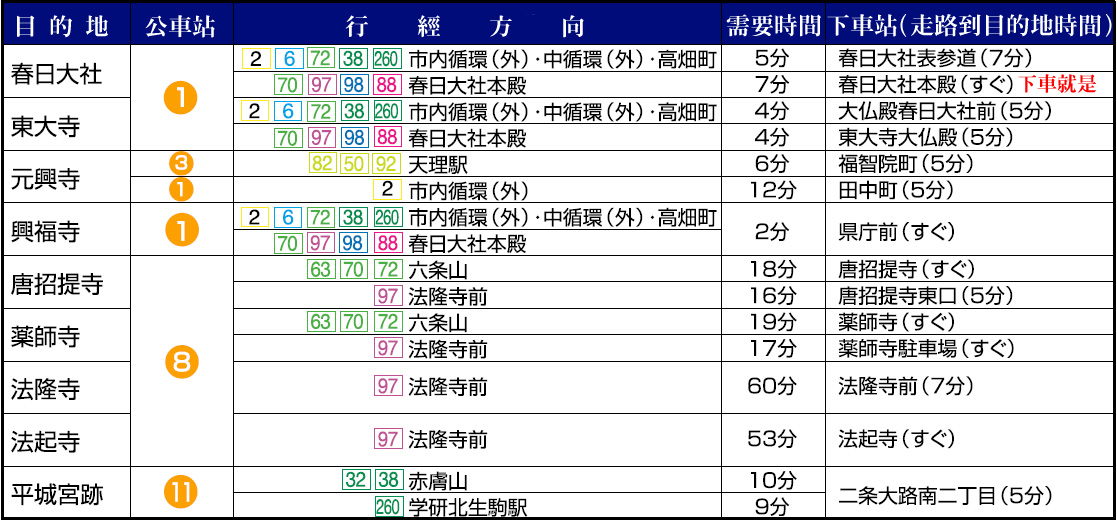 目的地 公車站 行經方向 需要時間 下車站(走路到目的地時間)
春日大社 1 2 6 72 38 260 市内循環(外)・中循環(外)・高畑町 5分 春日大社表参道(7分)
70 97 98 88 春日大社本殿 7分 春日大社本殿(すぐ)下車就是
東大寺 2 6 72 38 260 市内循環(外)・中循環(外)・高畑町 4分 大仏殿春日大社前(5分)
70 97 98 88 春日大社本殿 4分 東大寺大仏殿(5分)
元興寺 3 82 50 92 天理駅 6分 福智院町(5分)
1 2 市内循環(外) 12分 田中町(5分)
興福寺 1 2 6 72 38 260 市内循環(外)・中循環(外)・高畑町 2分 県庁前(すぐ)
70 97 98 88 春日大社本殿
唐招提寺 8 63 70 72 六条山 18分 唐招提寺(すぐ)
97 法隆寺前 16分 唐招提寺東口(5分)
薬師寺 63 70 72 六条山 19分 薬師寺(すぐ)
97 法隆寺前 17分 薬師寺駐車場(すぐ)
法隆寺 97 法隆寺前 60分 法隆寺前(7分)
法起寺 97 法隆寺前 53分 法起寺(すぐ)
平城宮跡 11 32 38 赤膚山 10分 二条大路南二丁目(5分)
260 学研北生駒駅 9分